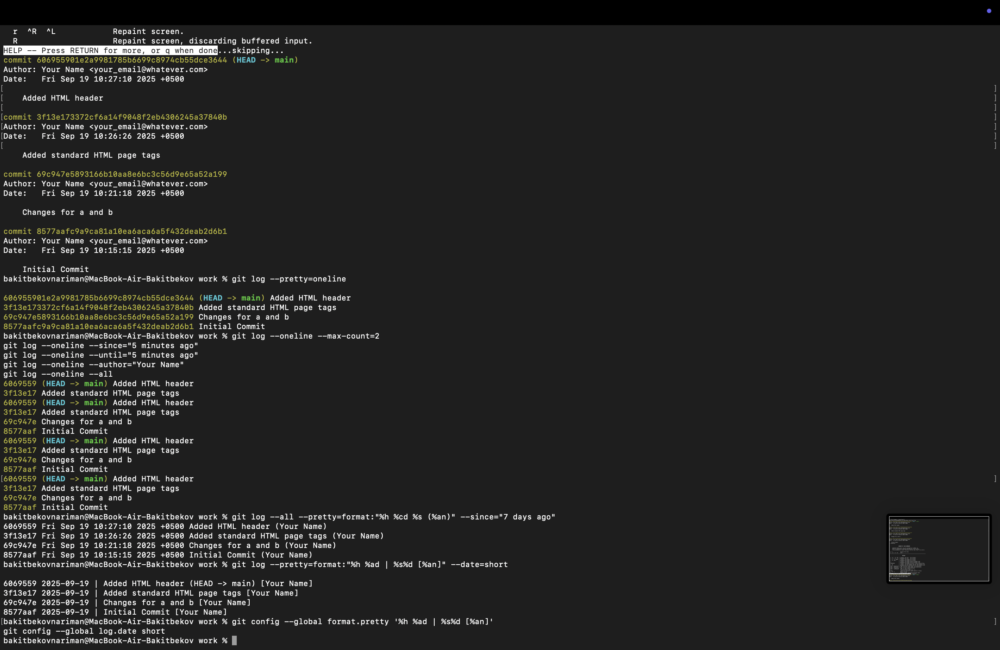 r  ^R  ^L            Repaint screen.
R                    Repaint screen, discarding buffered input.
HELP -- Press RETURN for more, or q when done...skipping...
commit 606955901e2a9981785b6699c8974cb55dce3644 (HEAD -> main)
Author: Your Name <your_email@whatever.com>
Date:   Fri Sep 19 10:27:10 2025 +0500
[ ]
[    Added HTML header ]
[ ]
[commit 3f13e173372cf6a14f9048f2eb4306245a37840b ]
[Author: Your Name <your_email@whatever.com> ]
[Date:   Fri Sep 19 10:26:26 2025 +0500 ]
[ ]
    Added standard HTML page tags
commit 69c947e5893166b10aa8e6bc3c56d9e65a52a199
Author: Your Name <your_email@whatever.com>
Date:   Fri Sep 19 10:21:18 2025 +0500
    Changes for a and b
commit 8577aafc9a9ca81a10ea6aca6a5f432deab2d6b1
Author: Your Name <your_email@whatever.com>
Date:   Fri Sep 19 10:15:15 2025 +0500
    Initial Commit
bakitbekovnariman@MacBook-Air-Bakitbekov work % git log --pretty=oneline
606955901e2a9981785b6699c8974cb55dce3644 (HEAD -> main) Added HTML header
3f13e173372cf6a14f9048f2eb4306245a37840b Added standard HTML page tags
69c947e5893166b10aa8e6bc3c56d9e65a52a199 Changes for a and b
8577aafc9a9ca81a10ea6aca6a5f432deab2d6b1 Initial Commit
bakitbekovnariman@MacBook-Air-Bakitbekov work % git log --oneline --max-count=2
git log --oneline --since="5 minutes ago"
git log --oneline --until="5 minutes ago"
git log --oneline --author="Your Name"
git log --oneline --all
6069559 (HEAD -> main) Added HTML header
3f13e17 Added standard HTML page tags
6069559 (HEAD -> main) Added HTML header
3f13e17 Added standard HTML page tags
69c947e Changes for a and b
8577aaf Initial Commit
6069559 (HEAD -> main) Added HTML header
3f13e17 Added standard HTML page tags
69c947e Changes for a and b
8577aaf Initial Commit
[6069559 (HEAD -> main) Added HTML header ]
3f13e17 Added standard HTML page tags
69c947e Changes for a and b
8577aaf Initial Commit
bakitbekovnariman@MacBook-Air-Bakitbekov work % git log --all --pretty=format:"%h %cd %s (%an)" --since="7 days ago"
6069559 Fri Sep 19 10:27:10 2025 +0500 Added HTML header (Your Name)
3f13e17 Fri Sep 19 10:26:26 2025 +0500 Added standard HTML page tags (Your Name)
69c947e Fri Sep 19 10:21:18 2025 +0500 Changes for a and b (Your Name)
8577aaf Fri Sep 19 10:15:15 2025 +0500 Initial Commit (Your Name)
bakitbekovnariman@MacBook-Air-Bakitbekov work % git log --pretty=format:"%h %ad | %s%d [%an]" --date=short
6069559 2025-09-19 | Added HTML header (HEAD -> main) [Your Name]
3f13e17 2025-09-19 | Added standard HTML page tags [Your Name]
69c947e 2025-09-19 | Changes for a and b [Your Name]
8577aaf 2025-09-19 | Initial Commit [Your Name]
[bakitbekovnariman@MacBook-Air-Bakitbekov work % git config --global format.pretty '%h %ad | %s%d [%an]' ]
git config --global log.date short
bakitbekovnariman@MacBook-Air-Bakitbekov work %